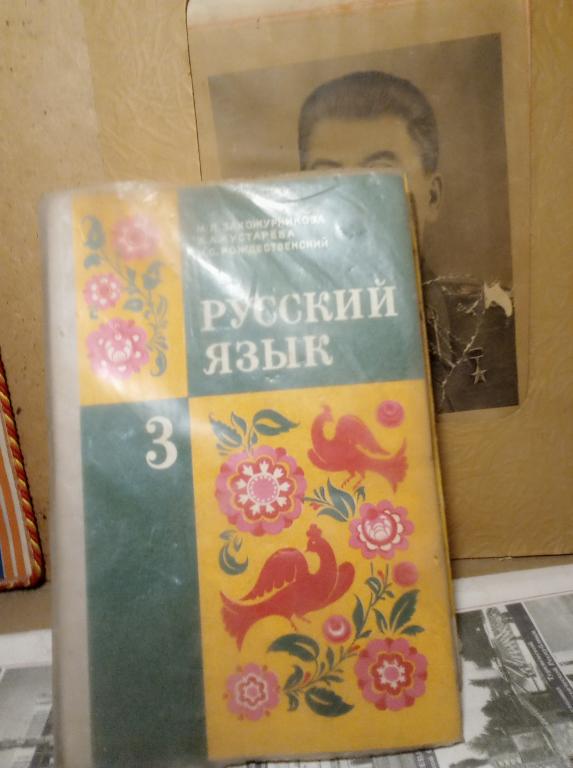 М. Л. ЗАКОЖУРНИКОВА
КУСТАРЕВА
РОЖДЕСТВЕНСКИЙ
РУССКИЙ
ЯЗЫК
3